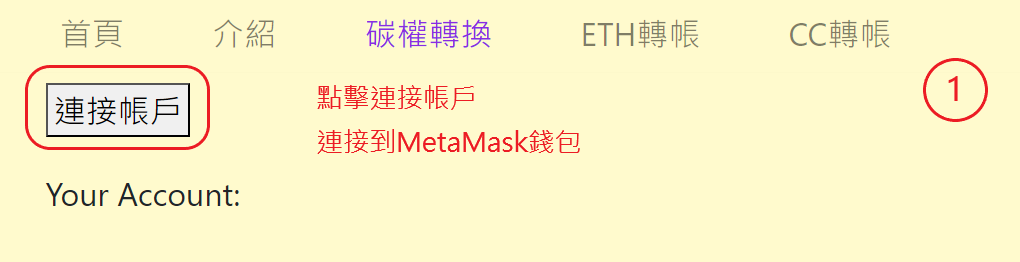 首頁 介紹 碳權轉換 ETH轉帳 CC轉帳
連接帳戶
點擊連接帳戶
1
連接到MetaMask錢包
Your Account: